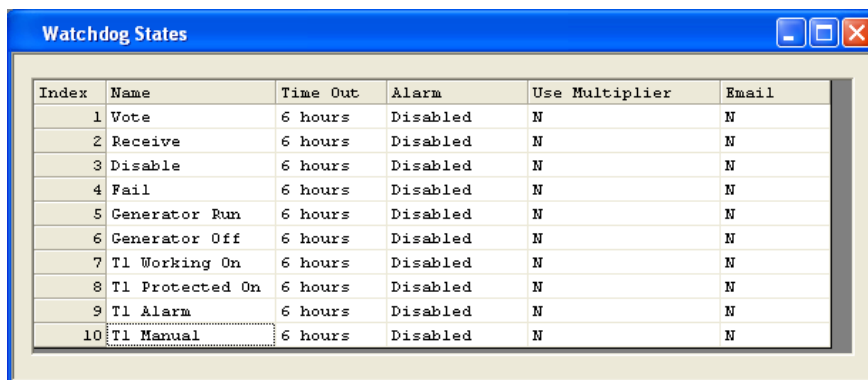 Watchdog States
Index Name Time Out Alarm Use Multiplier Email
1 Vote 6 hours Disabled N N
2 Receive 6 hours Disabled N N
3 Disable 6 hours Disabled N N
4 Fail 6 hours Disabled N N
5 Generator Run 6 hours Disabled N N
6 Generator Off 6 hours Disabled N N
7 T1 Working On 6 hours Disabled N N
8 T1 Protected On 6 hours Disabled N N
9 T1 Alarm 6 hours Disabled N N
10 T1 Manual 6 hours Disabled N N